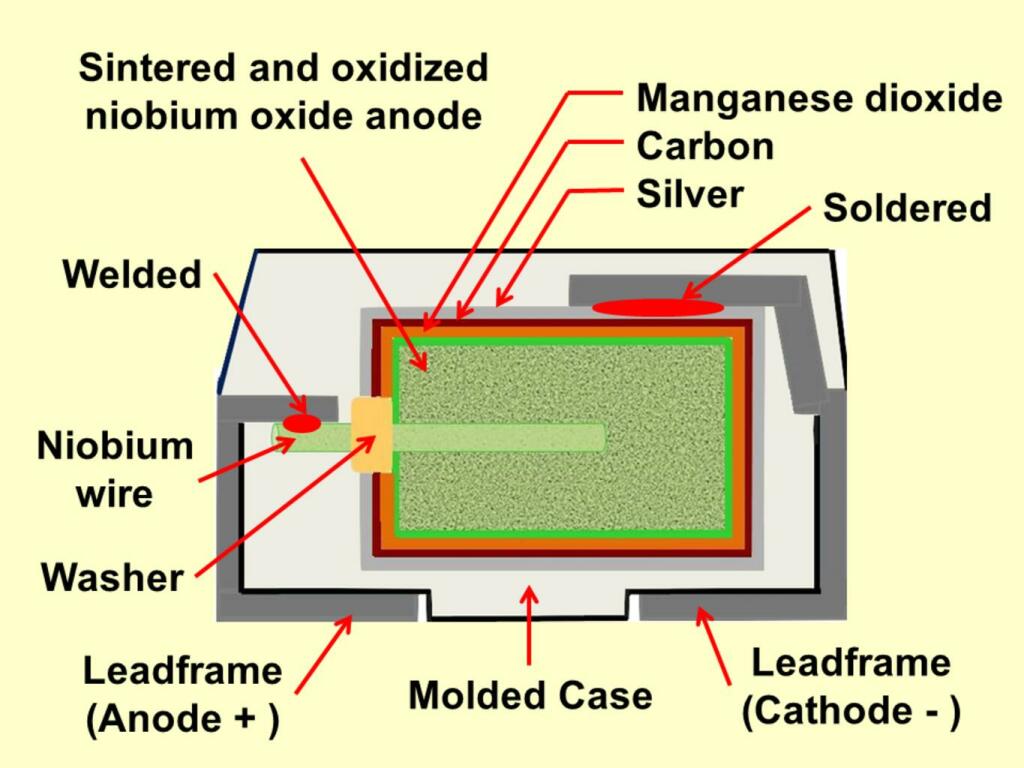 Sintered and oxidized
niobium oxide anode
Manganese dioxide
Carbon
Silver
Soldered
Welded
Niobium
wire
Washer
Leadframe
(Anode + )
Molded Case
Leadframe
(Cathode - )